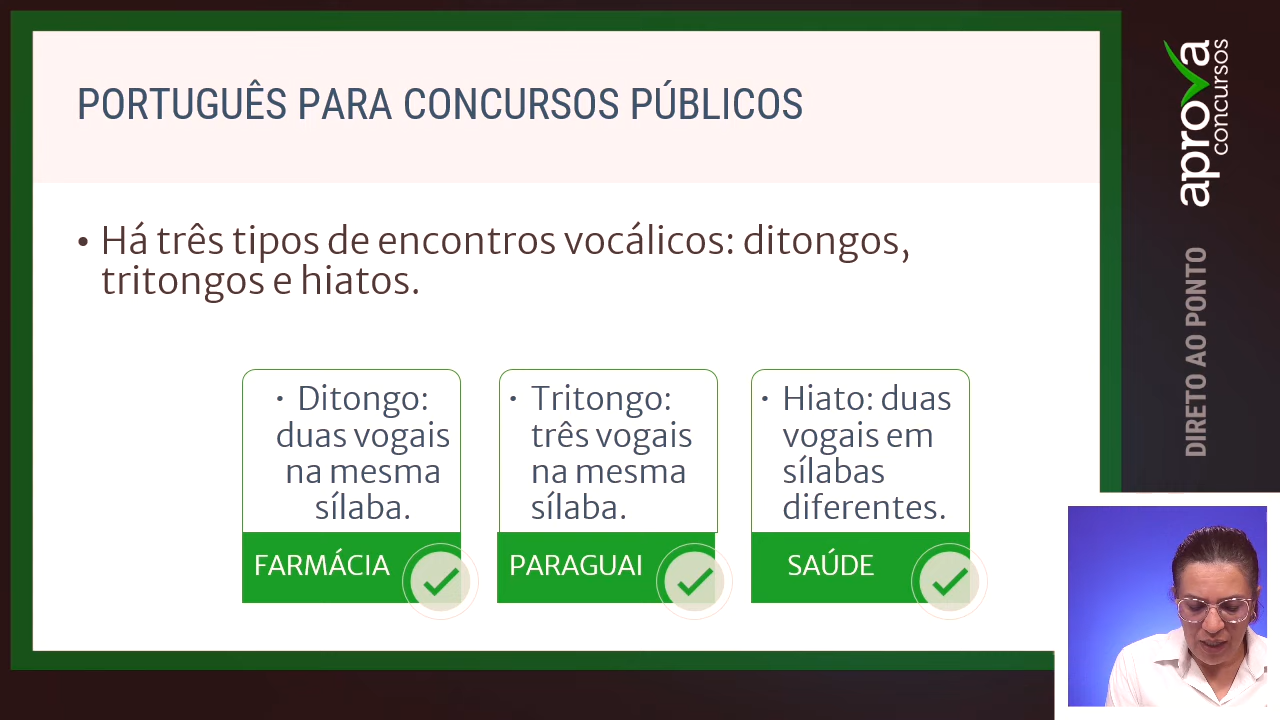 PORTUGUÊS PARA CONCURSOS PÚBLICOS
• Há três tipos de encontros vocálicos: ditongos,
tritongos e hiatos.
• Ditongo:
duas vogais
na mesma
sílaba.
FARMÁCIA
• Tritongo:
três vogais
na mesma
sílaba.
PARAGUAI
• Hiato: duas
vogais em
sílabas
diferentes.
SAÚDE
aprova
concursos
DIRETO AO PONTO